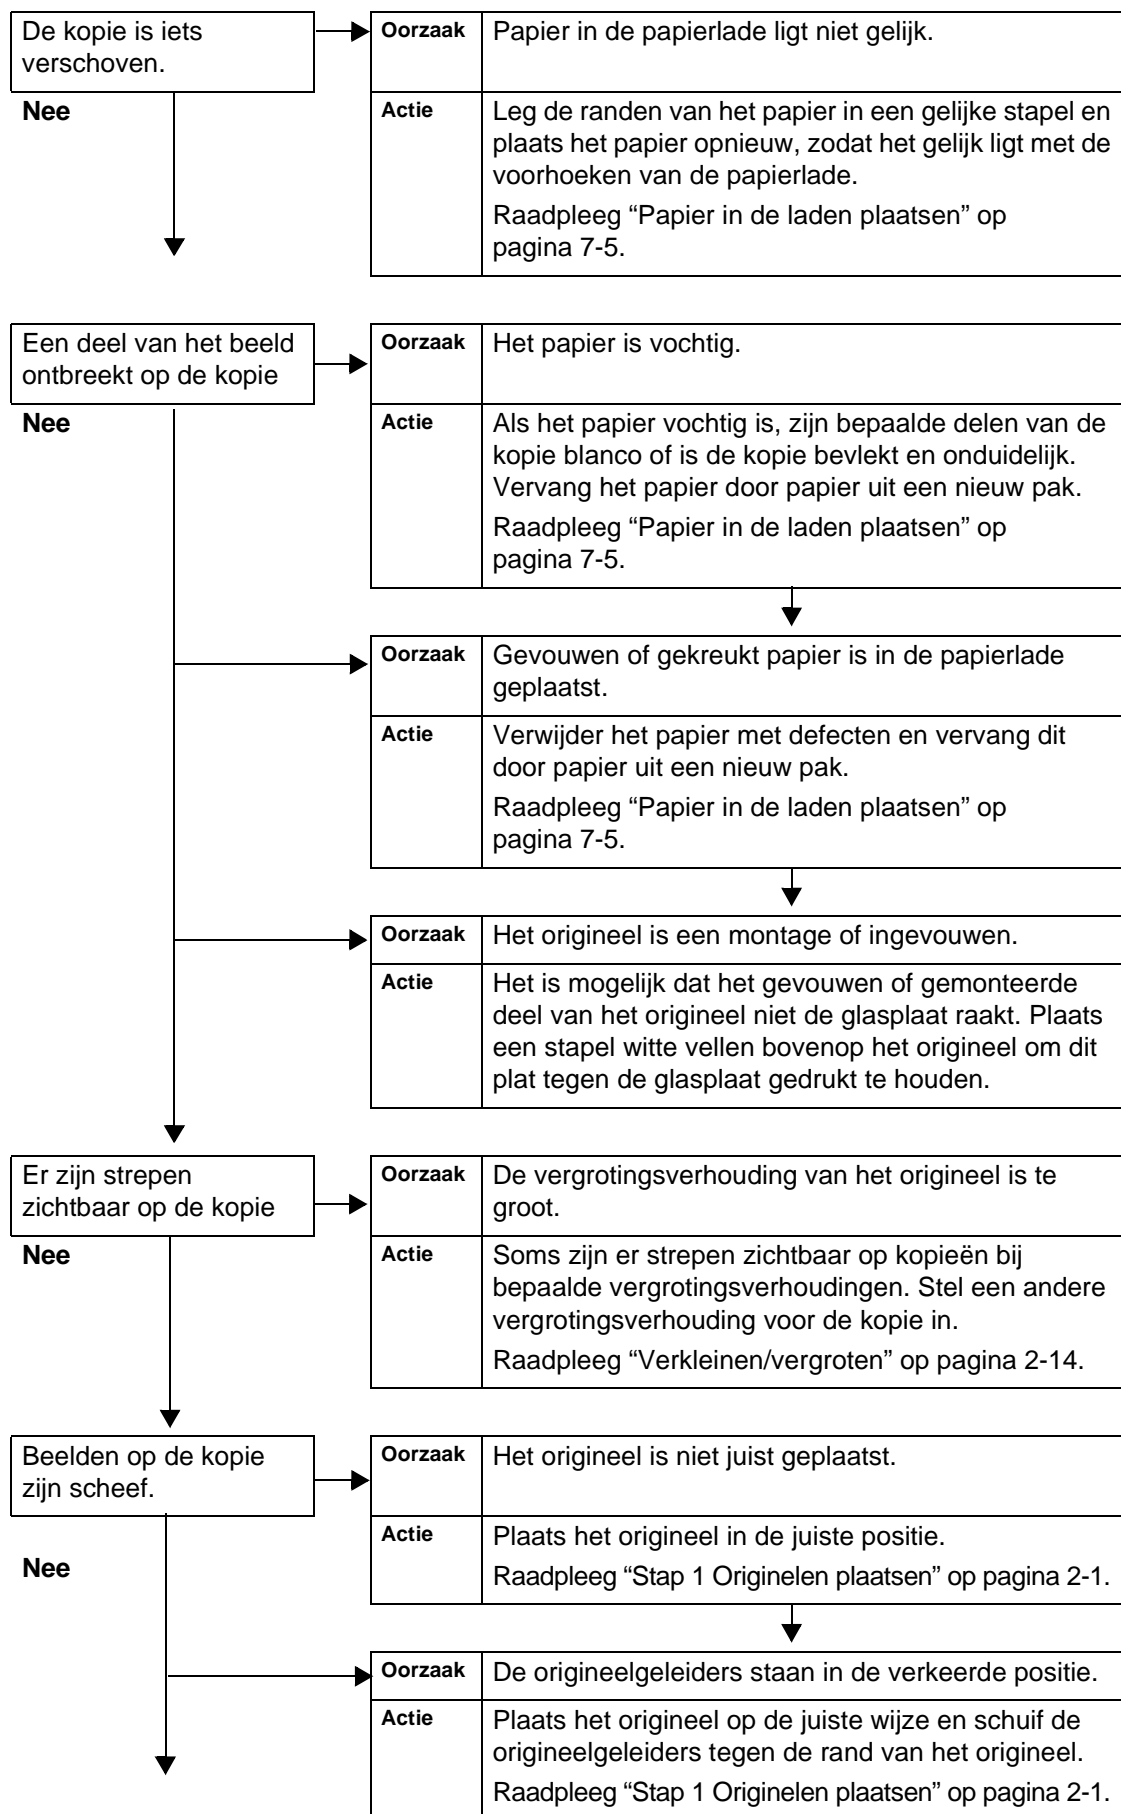 De kopie is iets
verschoven.
Oorzaak
Papier in de papierlade ligt niet gelijk.
Nee
Actie
Leg de randen van het papier in een gelijke stapel en
plaats het papier opnieuw, zodat het gelijk ligt met de
voorhoeken van de papierlade.
Raadpleeg “Papier in de laden plaatsen” op
pagina 7-5.
Een deel van het beeld
ontbreekt op de kopie
Oorzaak
Het papier is vochtig.
Nee
Actie
Als het papier vochtig is, zijn bepaalde delen van de
kopie blanco of is de kopie bevlekt en onduidelijk.
Vervang het papier door papier uit een nieuw pak.
Raadpleeg “Papier in de laden plaatsen” op
pagina 7-5.
Oorzaak
Gevouwen of gekreukt papier is in de papierlade
geplaatst.
Actie
Verwijder het papier met defecten en vervang dit
door papier uit een nieuw pak.
Raadpleeg “Papier in de laden plaatsen” op
pagina 7-5.
Oorzaak
Het origineel is een montage of ingevouwen.
Actie
Het is mogelijk dat het gevouwen of gemonteerde
deel van het origineel niet de glasplaat raakt. Plaats
een stapel witte vellen bovenop het origineel om dit
plat tegen de glasplaat gedrukt te houden.
Er zijn strepen
zichtbaar op de kopie
Oorzaak
De vergrotingsverhouding van het origineel is te
groot.
Nee
Actie
Soms zijn er strepen zichtbaar op kopieën bij
bepaalde vergrotingsverhoudingen. Stel een andere
vergrotingsverhouding voor de kopie in.
Raadpleeg “Verkleinen/vergroten” op pagina 2-14.
Beelden op de kopie
zijn scheef.
Oorzaak
Het origineel is niet juist geplaatst.
Nee
Actie
Plaats het origineel in de juiste positie.
Raadpleeg “Stap 1 Originelen plaatsen” op pagina 2-1.
Oorzaak
De origineelgeleiders staan in de verkeerde positie.
Actie
Plaats het origineel op de juiste wijze en schuif de
origineelgeleiders tegen de rand van het origineel.
Raadpleeg “Stap 1 Originelen plaatsen” op pagina 2-1.